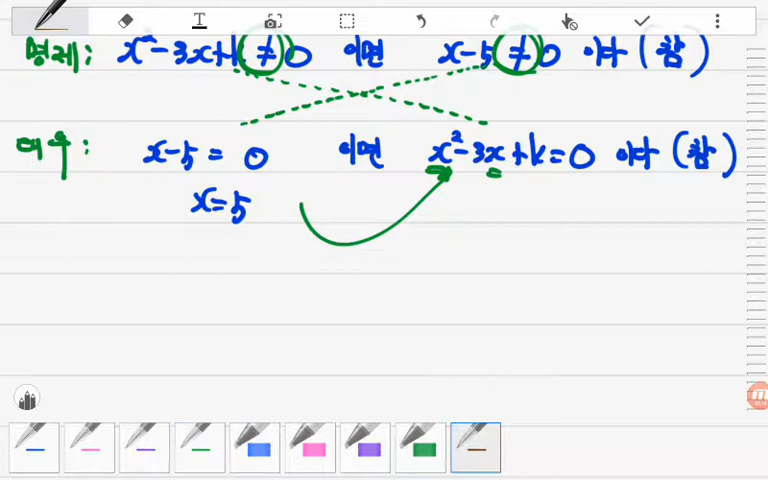 명제: x²-3x+k≠0 이면 x-5≠0 이다 (참)
대우: x-5=0 이면 x²-3x+k=0 이다 (참)
x=5
T